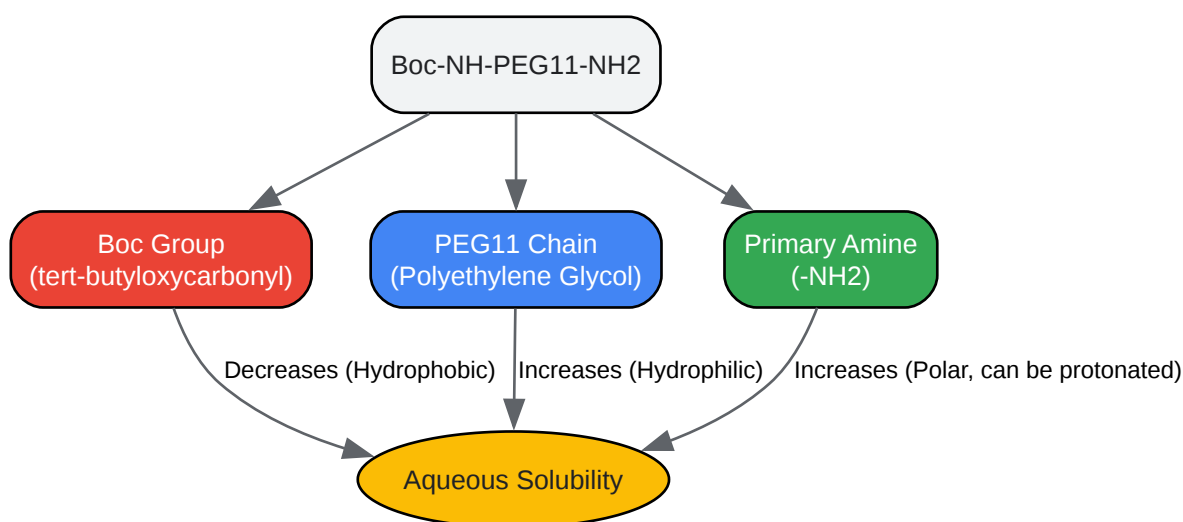 Boc-NH-PEG11-NH2
Boc Group
(tert-butyloxycarbonyl)
PEG11 Chain
(Polyethylene Glycol)
Primary Amine
(-NH2)
Decreases (Hydrophobic)
Increases (Hydrophilic)
Increases (Polar, can be protonated)
Aqueous Solubility